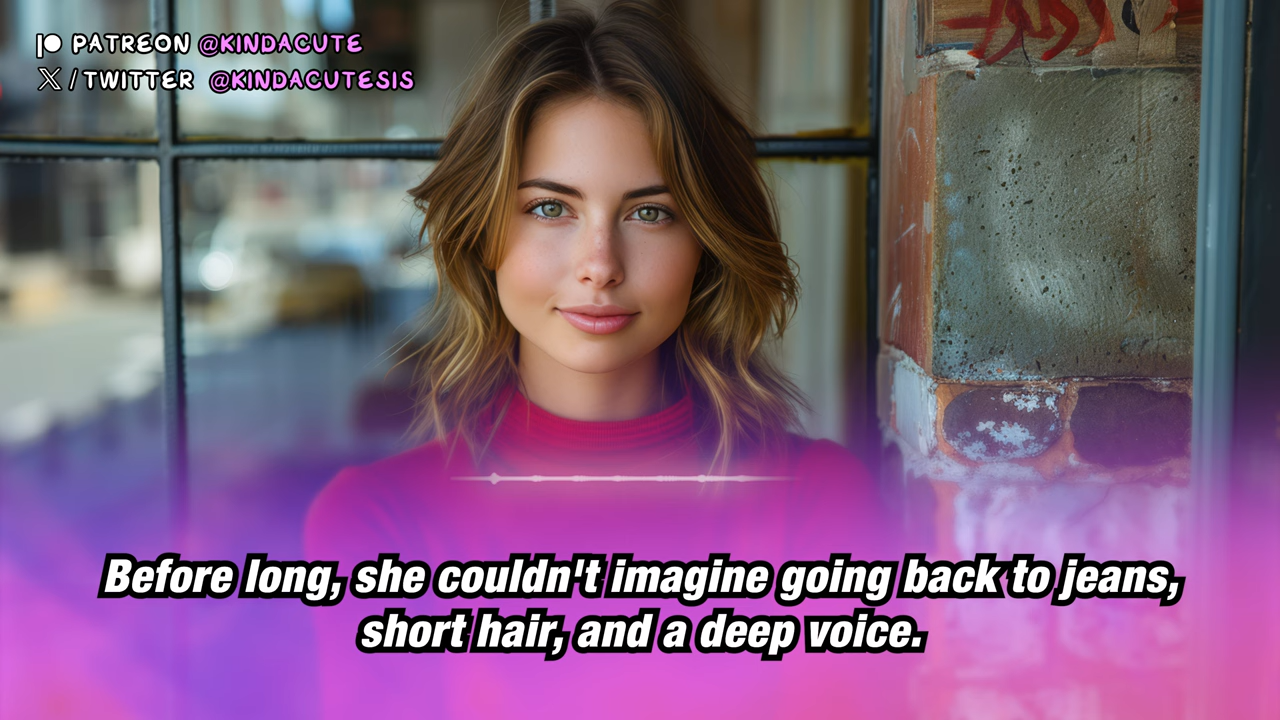 PATREON @KINDACUTE
X / TWITTER @KINDACUTESIS
Before long, she couldn't imagine going back to jeans,
short hair, and a deep voice.